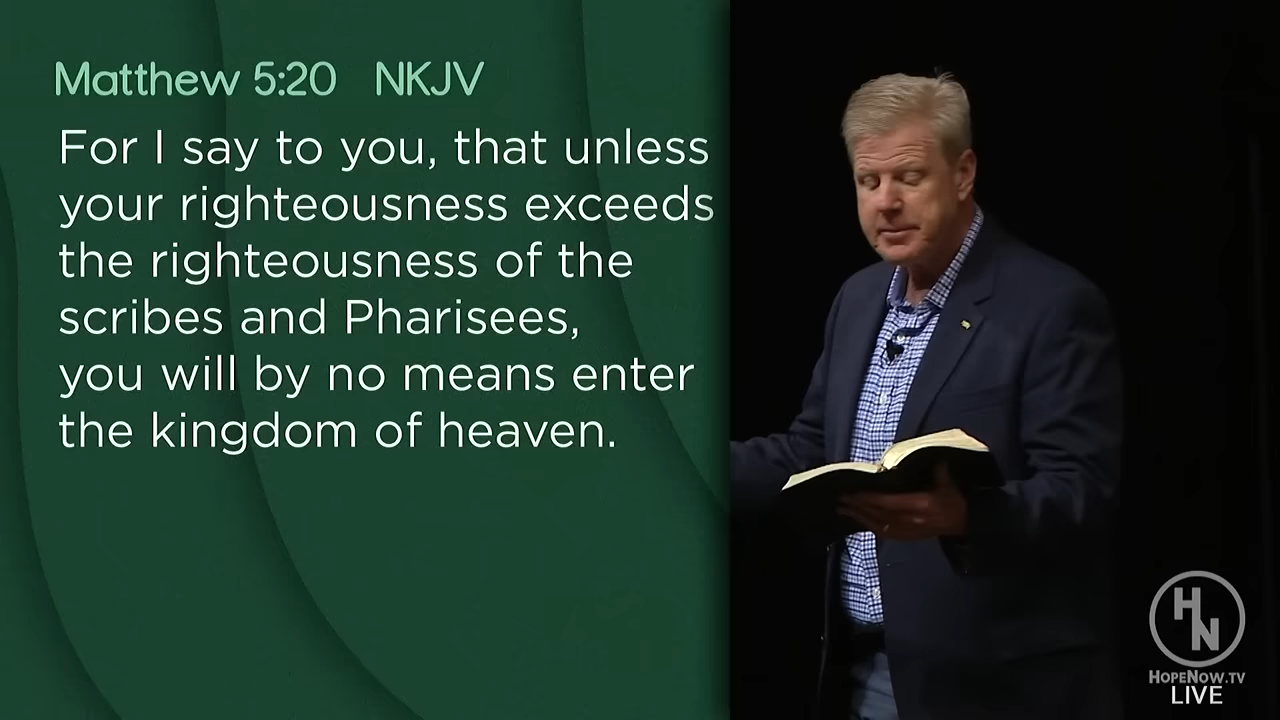 Matthew 5:20 NKJV
For I say to you, that unless
your righteousness exceeds
the righteousness of the
scribes and Pharisees,
you will by no means enter
the kingdom of heaven.
HN
HOPENOW.TV
LIVE